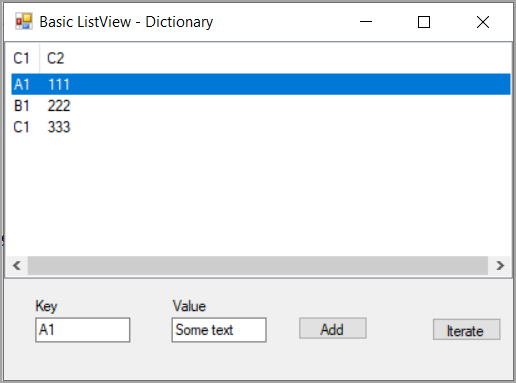 Basic ListView - Dictionary
C1 C2
A1 111
B1 222
C1 333
Key Value
A1 Some text Add Iterate